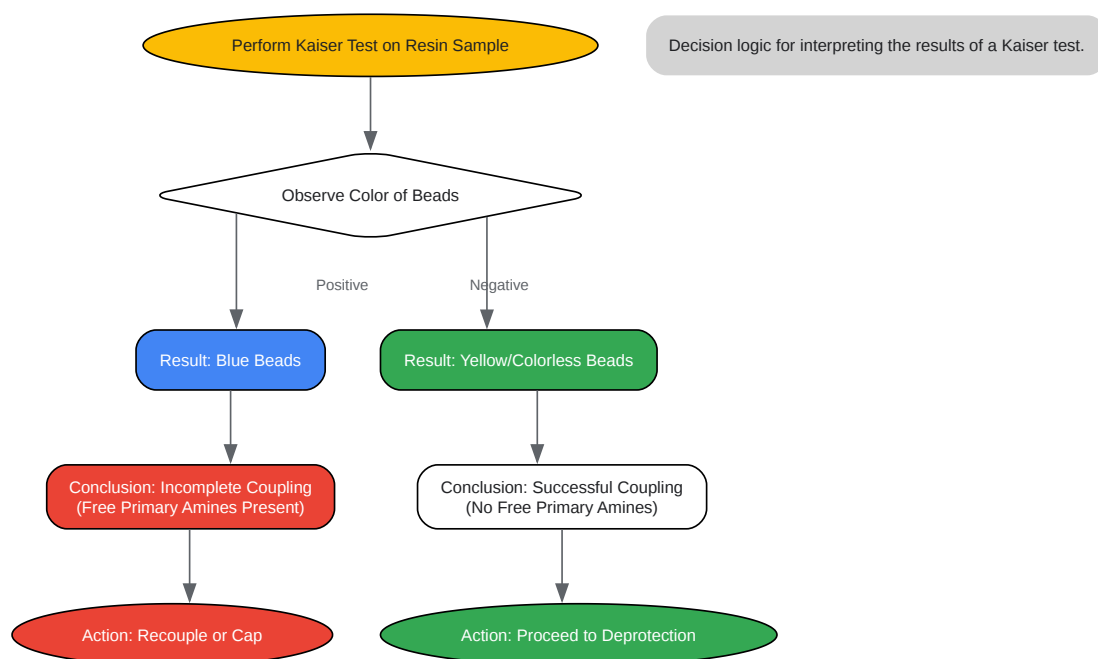 Perform Kaiser Test on Resin Sample
Decision logic for interpreting the results of a Kaiser test.
Observe Color of Beads
Positive
Negative
Result: Blue Beads
Result: Yellow/Colorless Beads
Conclusion: Incomplete Coupling
(Free Primary Amines Present)
Conclusion: Successful Coupling
(No Free Primary Amines)
Action: Recouple or Cap
Action: Proceed to Deprotection